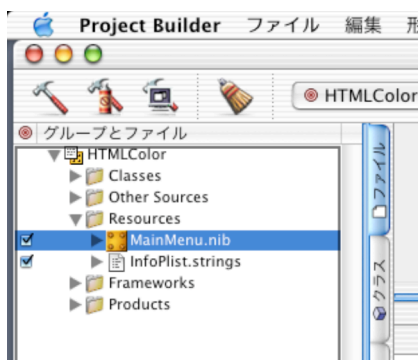 Project Builder ファイル 編集
HTMLColor
グループとファイル
HTMLColor
Classes
Other Sources
Resources
MainMenu.nib
InfoPlist.strings
Frameworks
Products
ファイル
クラス